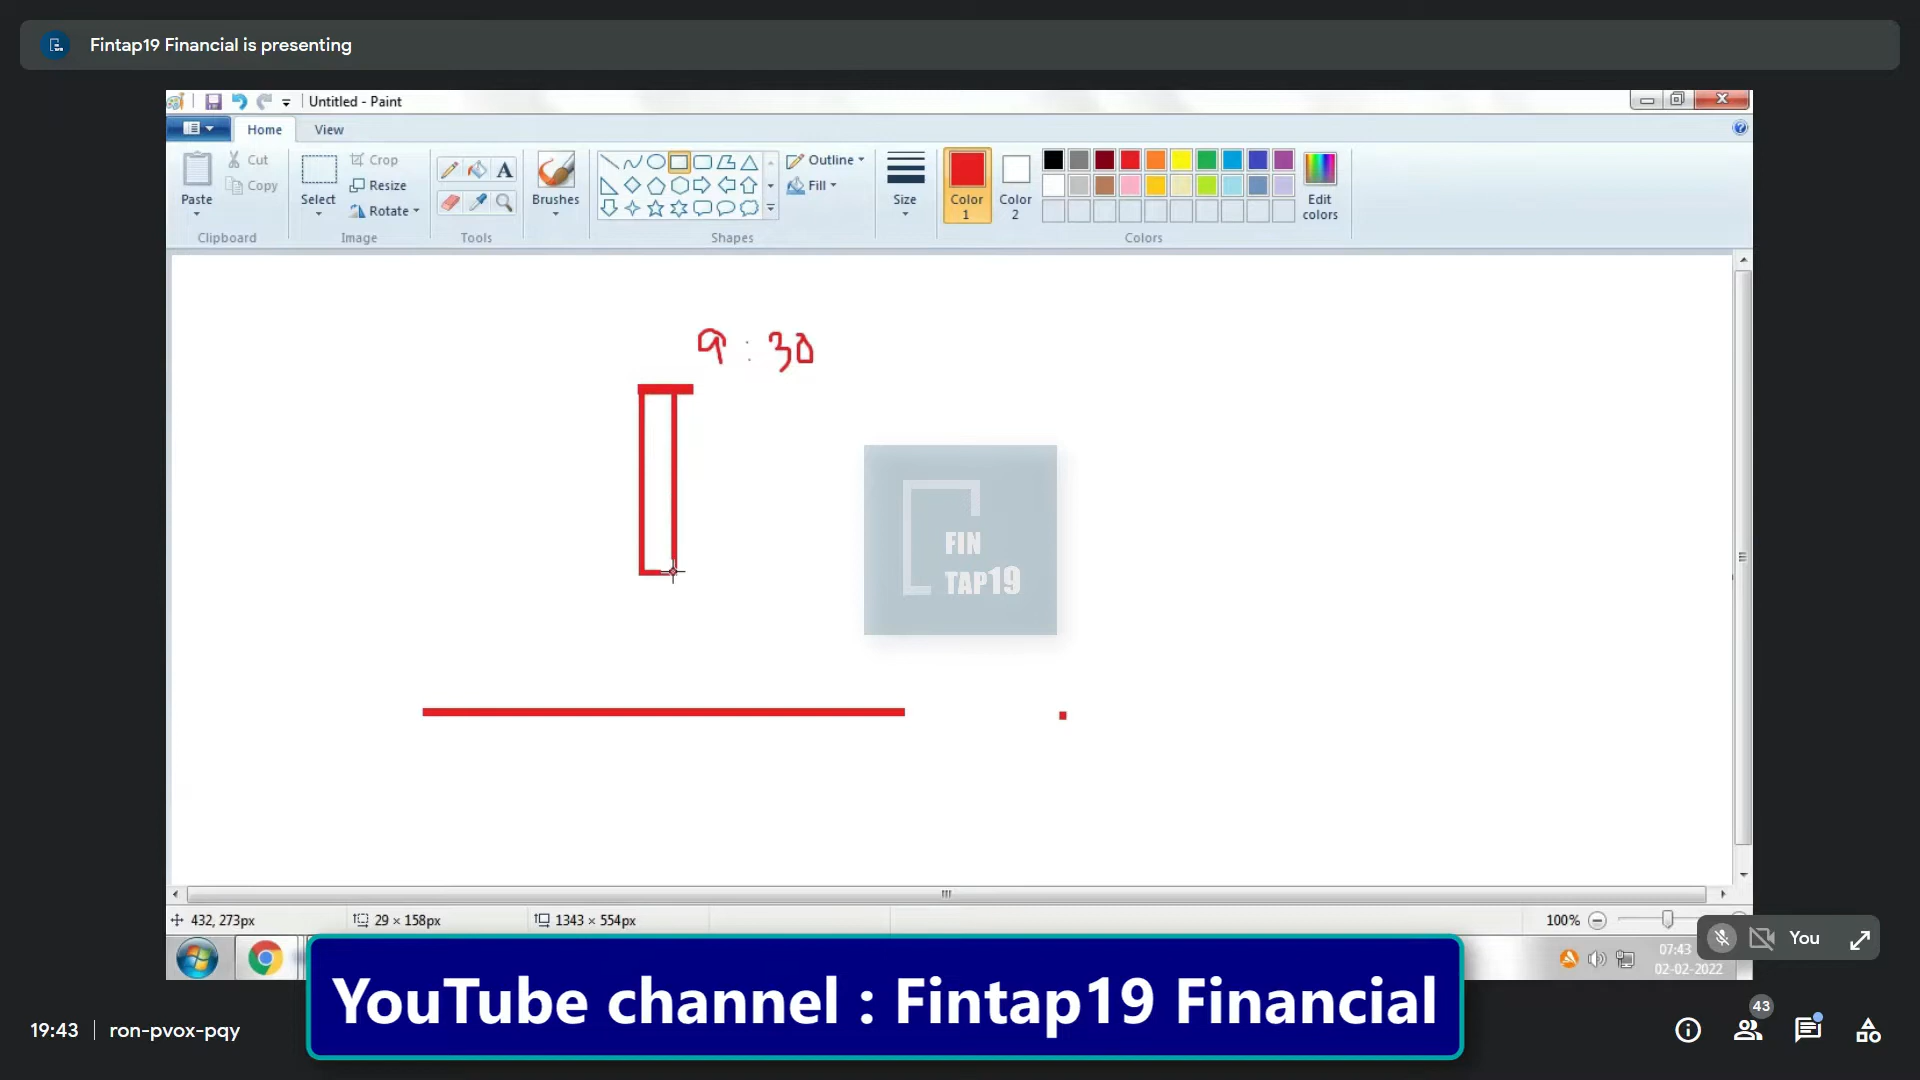 Fintap19 Financial is presenting
Untitled - Paint
Home View
Paste
Cut
Copy
Clipboard
Select
Crop
Resize
Rotate
Image
A
Tools
Brushes
Outline
Fill
Shapes
Size
Color 1
Color 2
Edit colors
Colors
9 : 30
FIN
TAP19
432, 273px
29 × 158px
1343 × 554px
100%
You
07:43
02-02-2022
YouTube channel : Fintap19 Financial
19:43 | ron-pvox-pqy
43